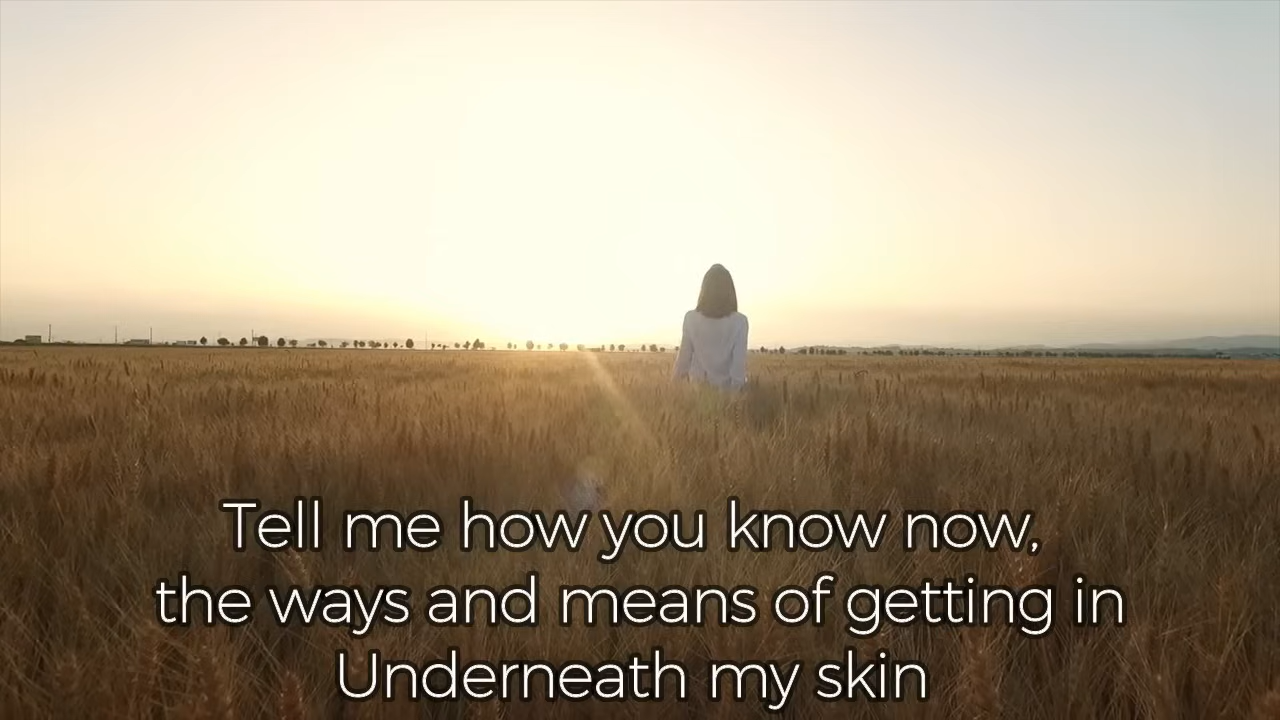 Tell me how you know now,
the ways and means of getting in
Underneath my skin